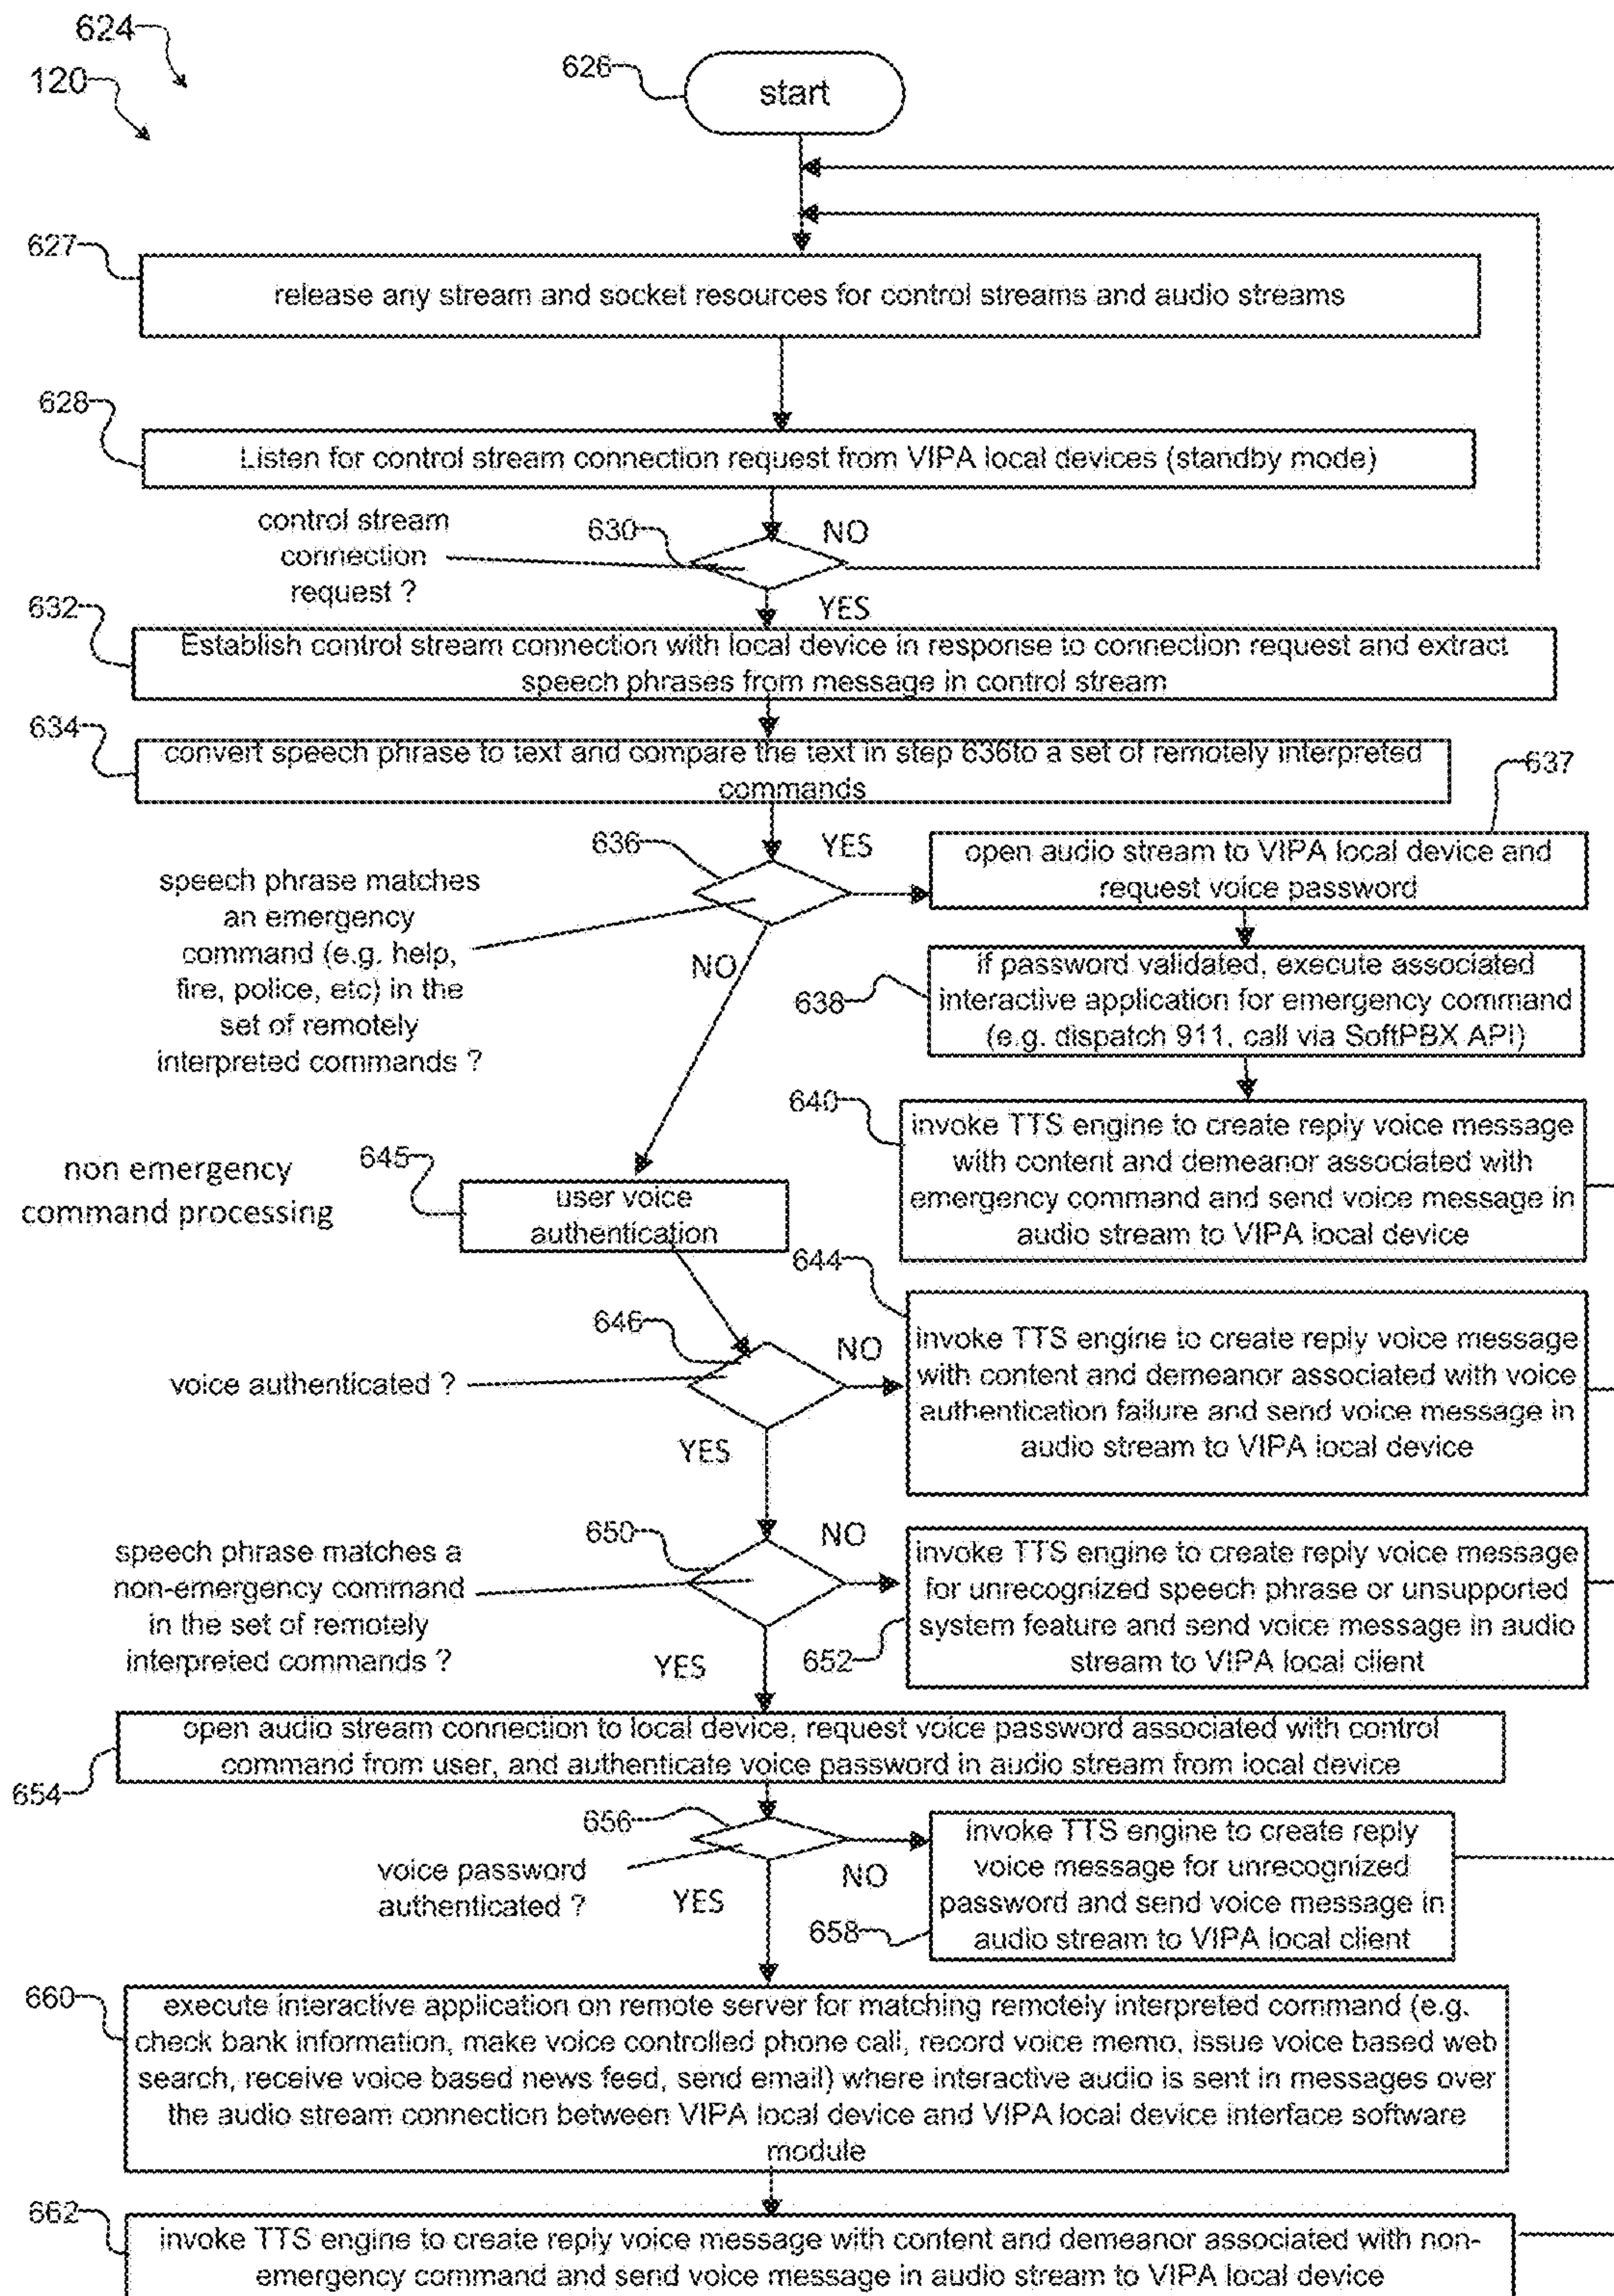 624
120
626
start
627
release any stream and socket resources for control streams and audio streams
628
Listen for control stream connection request from VIPA local devices (standby mode)
control stream
connection
request ?
630
NO
YES
632
Establish control stream connection with local device in response to connection request and extract
speech phrases from message in control stream
634
convert speech phrase to text and compare the text in step 636to a set of remotely interpreted
commands
636
YES
637
open audio stream to VIPA local device and
request voice password
speech phrase matches
an emergency
command (e.g. help,
fire, police, etc) in the
set of remotely
interpreted commands ?
NO
638
if password validated, execute associated
interactive application for emergency command
(e.g. dispatch 911, call via SoftPBX API)
640
invoke TTS engine to create reply voice message
with content and demeanor associated with
emergency command and send voice message in
audio stream to VIPA local device
non emergency
command processing
645
user voice
authentication
644
invoke TTS engine to create reply voice message
with content and demeanor associated with voice
authentication failure and send voice message in
audio stream to VIPA local device
646
NO
voice authenticated ?
YES
650
NO
speech phrase matches a
non-emergency command
in the set of remotely
interpreted commands ?
YES
652
invoke TTS engine to create reply voice message
for unrecognized speech phrase or unsupported
system feature and send voice message in audio
stream to VIPA local client
654
open audio stream connection to local device, request voice password associated with control
command from user, and authenticate voice password in audio stream from local device
656
voice password
authenticated ?
NO
YES
658
invoke TTS engine to create reply
voice message for unrecognized
password and send voice message in
audio stream to VIPA local client
660
execute interactive application on remote server for matching remotely interpreted command (e.g.
check bank information, make voice controlled phone call, record voice memo, issue voice based web
search, receive voice based news feed, send email) where interactive audio is sent in messages over
the audio stream connection between VIPA local device and VIPA local device interface software
module
662
invoke TTS engine to create reply voice message with content and demeanor associated with non-
emergency command and send voice message in audio stream to VIPA local device